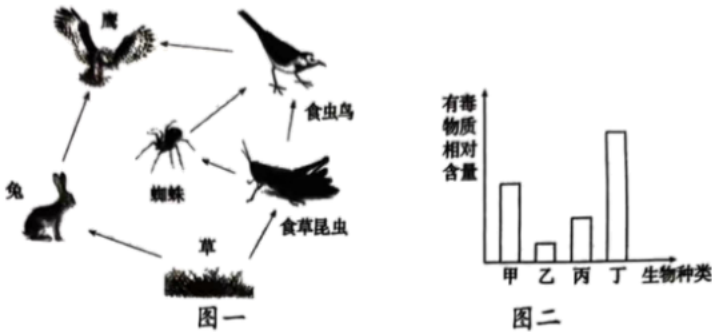 鹰
食虫鸟
蜘蛛
兔
食草昆虫
草
图一
有毒
物质
相对
含量
甲 乙 丙 丁 生物种类
图二